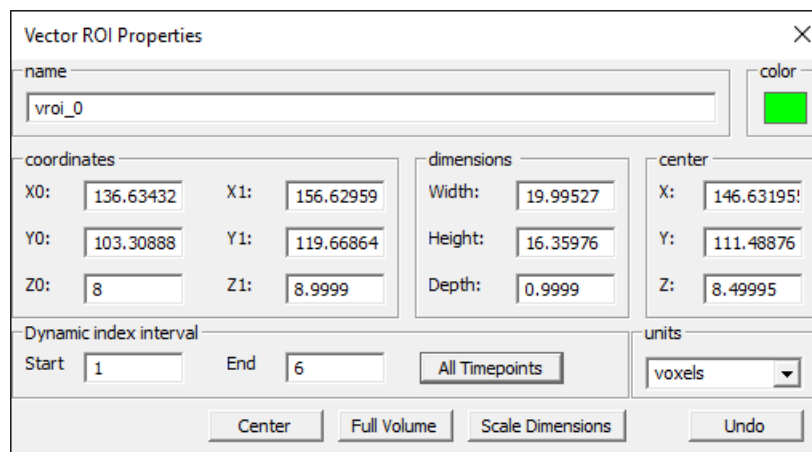 Vector ROI Properties
name
color
vroi_0
coordinates
dimensions
center
X0: 136.63432 X1: 156.62959 Width: 19.99527 X: 146.631955
Y0: 103.30888 Y1: 119.66864 Height: 16.35976 Y: 111.48876
Z0: 8 Z1: 8.9999 Depth: 0.9999 Z: 8.49995
Dynamic index interval
units
Start 1 End 6 All Timepoints voxels
Center Full Volume Scale Dimensions Undo